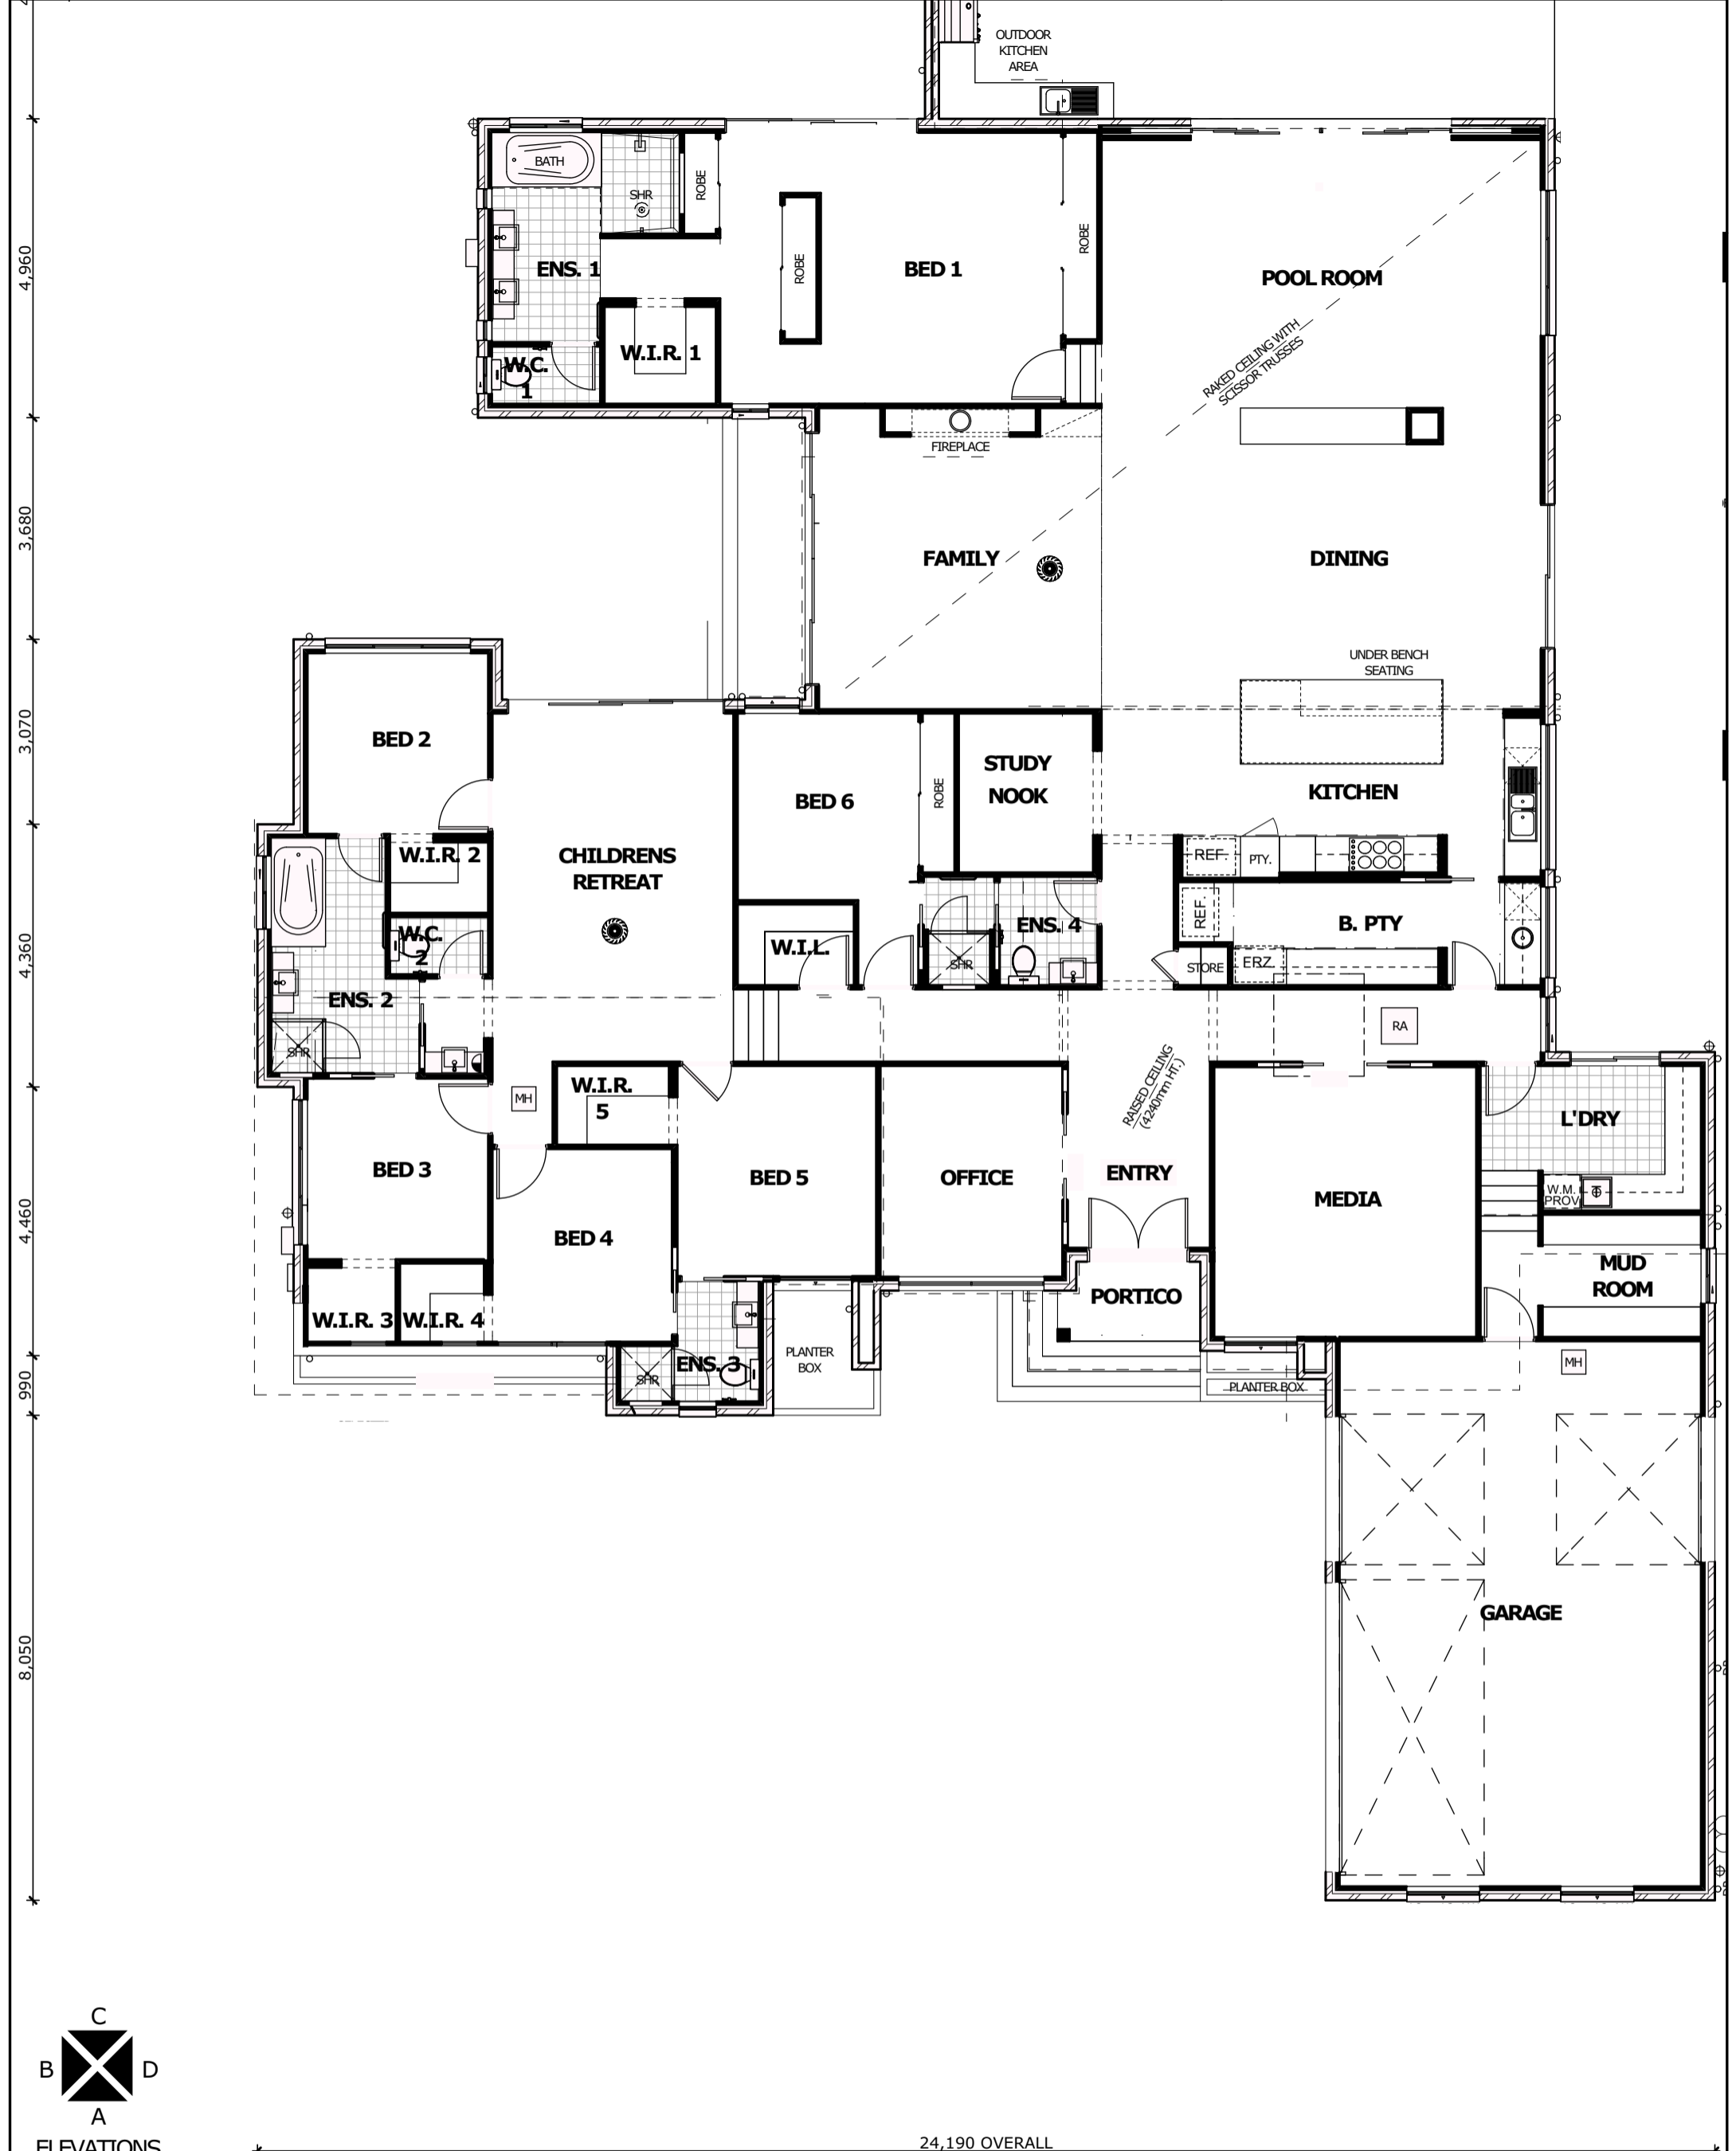 OUTDOOR
KITCHEN
AREA
BATH
SHR
ROBE
ROBE
ROBE
ENS. 1
BED 1
POOL ROOM
4,960
W.C.
1
W.I.R. 1
RAKED CEILING WITH
SCISSOR TRUSSES
FIREPLACE
3,680
FAMILY
DINING
UNDER BENCH
SEATING
3,070
BED 2
STUDY
NOOK
BED 6
ROBE
KITCHEN
W.I.R. 2
CHILDRENS
RETREAT
REF.
PTY.
REF.
B. PTY
W.C.
2
W.I.L.
ENS. 4
SHR
STORE
ERZ.
4,360
ENS. 2
SHR
RA
RAISED CEILING
(4240mm HT.)
MH
W.I.R.
5
L'DRY
BED 3
BED 5
OFFICE
ENTRY
MEDIA
W.M.
PROV
4,460
BED 4
MUD
ROOM
PORTICO
W.I.R. 3
W.I.R. 4
PLANTER
BOX
ENS. 3
SHR
MH
PLANTER BOX
990
GARAGE
8,050
C
B
D
A
ELEVATIONS
24,190 OVERALL